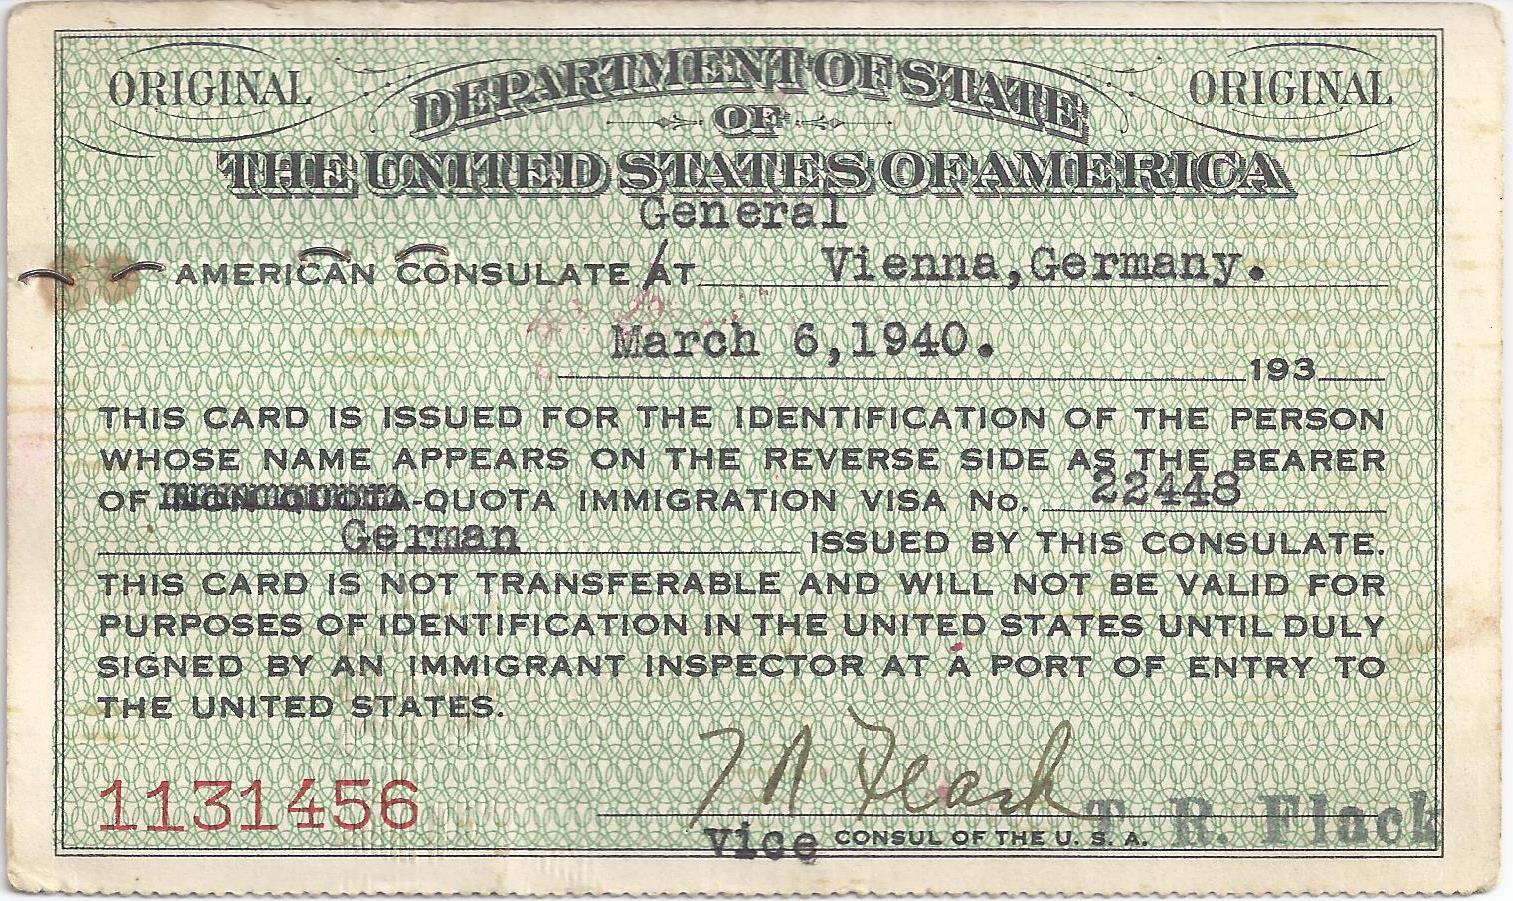 ORIGINAL DEPARTMENT OF STATE ORIGINAL
OF
THE UNITED STATES OF AMERICA
General
AMERICAN CONSULATE AT Vienna,Germany.
March 6,1940.
193
THIS CARD IS ISSUED FOR THE IDENTIFICATION OF THE PERSON
WHOSE NAME APPEARS ON THE REVERSE SIDE AS THE BEARER
OF NON QUOTA-QUOTA IMMIGRATION VISA No. 22448
German ISSUED BY THIS CONSULATE.
THIS CARD IS NOT TRANSFERABLE AND WILL NOT BE VALID FOR
PURPOSES OF IDENTIFICATION IN THE UNITED STATES UNTIL DULY
SIGNED BY AN IMMIGRANT INSPECTOR AT A PORT OF ENTRY TO
THE UNITED STATES.
1131456
T R Flack
Vice CONSUL OF THE U. S. A. T. R. Flack